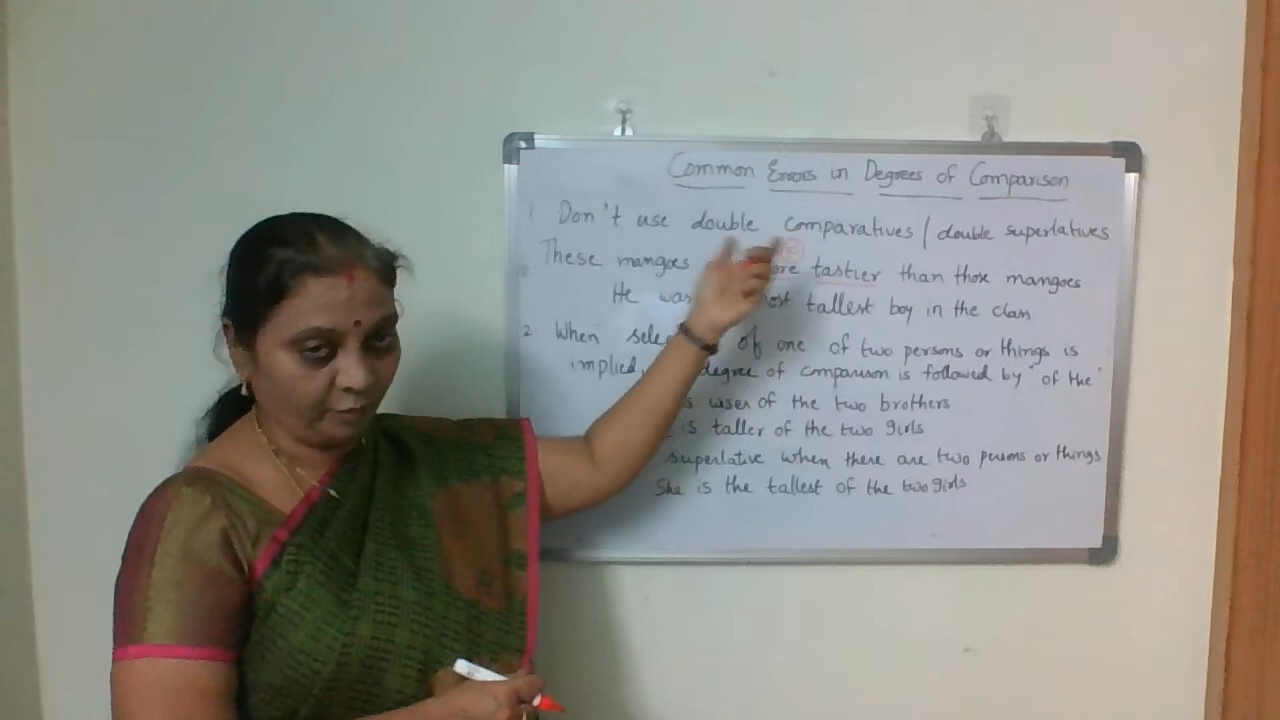 Common Errors in Degrees of Comparison
1 Don't use double comparatives / double superlatives
These mangoes tastier than those mangoes
He was tallest boy in the class
2 When of one of two persons or things is
implied, degree of comparison is followed by "of the"
wiser of the two brothers
is taller of the two girls
superlative when there are two persons or things
She is the tallest of the two girls